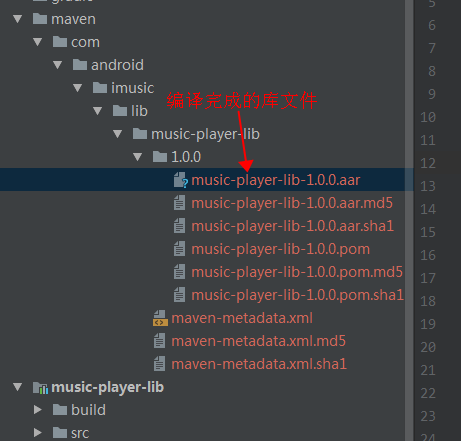 maven
com
android
imusic
编译完成的库文件
lib
music-player-lib
1.0.0
music-player-lib-1.0.0.aar
music-player-lib-1.0.0.aar.md5
music-player-lib-1.0.0.aar.sha1
music-player-lib-1.0.0.pom
music-player-lib-1.0.0.pom.md5
music-player-lib-1.0.0.pom.sha1
maven-metadata.xml
maven-metadata.xml.md5
maven-metadata.xml.sha1
music-player-lib
build
src
5
6
7
8
9
10
11
12
13
14
15
16
17
18
19
20
21
22
23
24